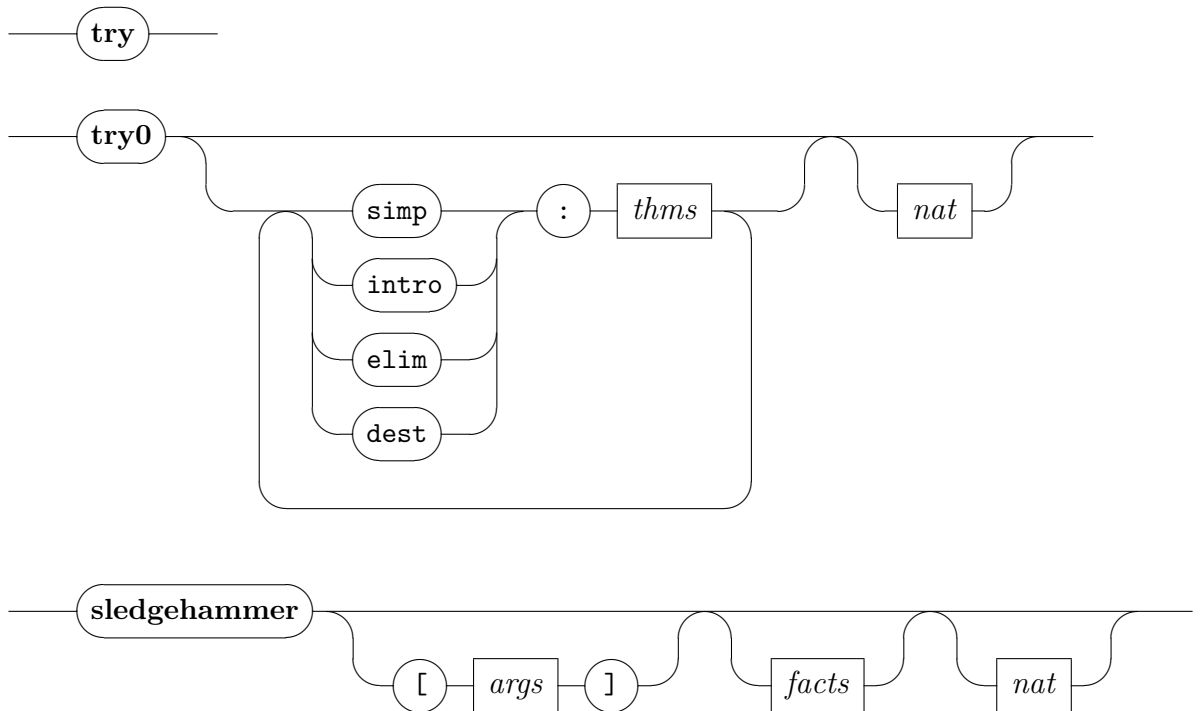 try
try0
simp : thms nat
intro
elim
dest
sledgehammer
[ args ] facts nat